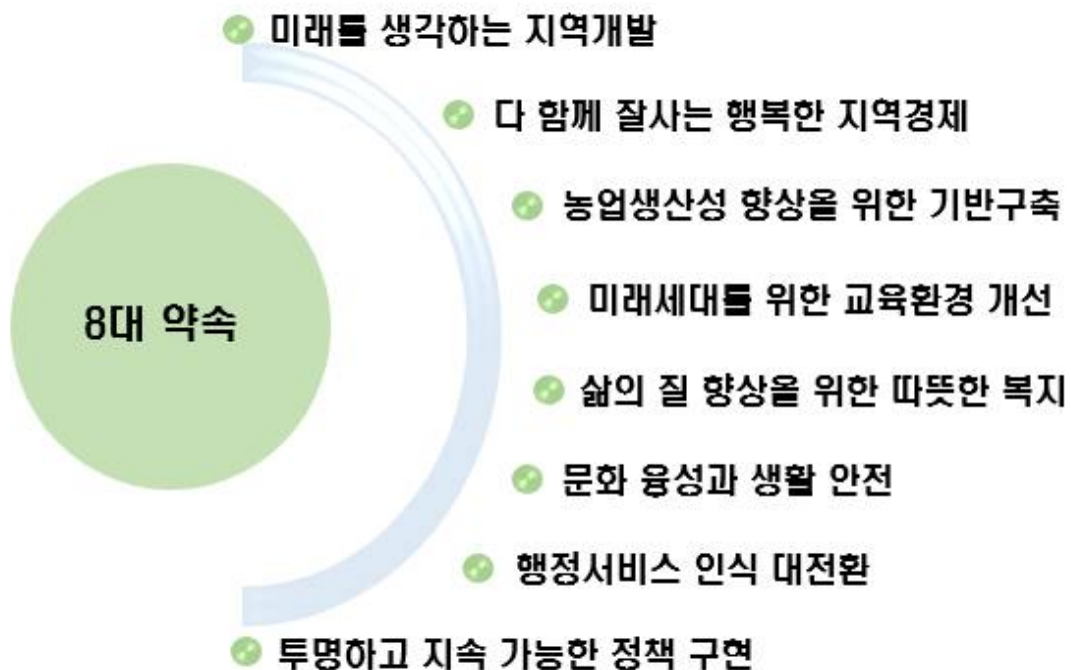 미래를 생각하는 지역개발
다 함께 잘사는 행복한 지역경제
농업생산성 향상을 위한 기반구축
8대 약속
미래세대를 위한 교육환경 개선
삶의 질 향상을 위한 따뜻한 복지
문화 융성과 생활 안전
행정서비스 인식 대전환
투명하고 지속 가능한 정책 구현